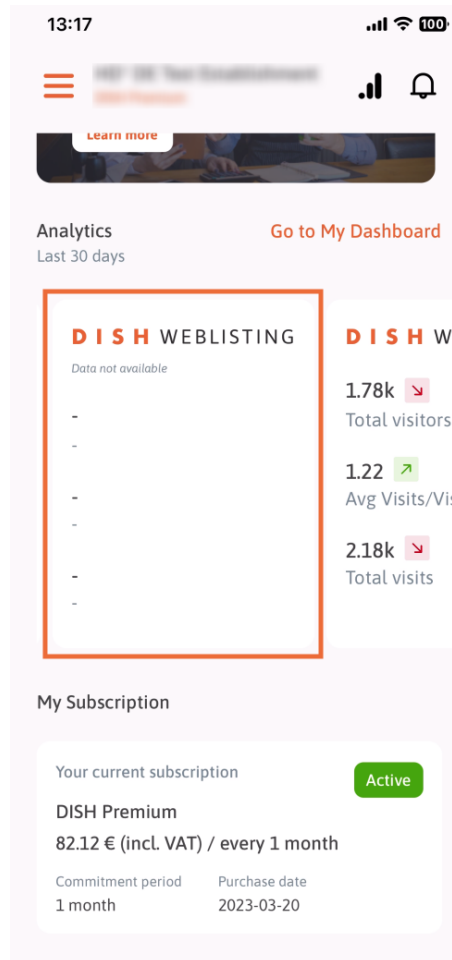 13:17
100
Learn more
Analytics
Go to My Dashboard
Last 30 days
DISH WEBLISTING
Data not available
-
-
-
-
-
-
DISH W
1.78k
Total visitors
1.22
Avg Visits/Vis
2.18k
Total visits
My Subscription
Your current subscription
Active
DISH Premium
82.12 € (incl. VAT) / every 1 month
Commitment period
Purchase date
1 month
2023-03-20